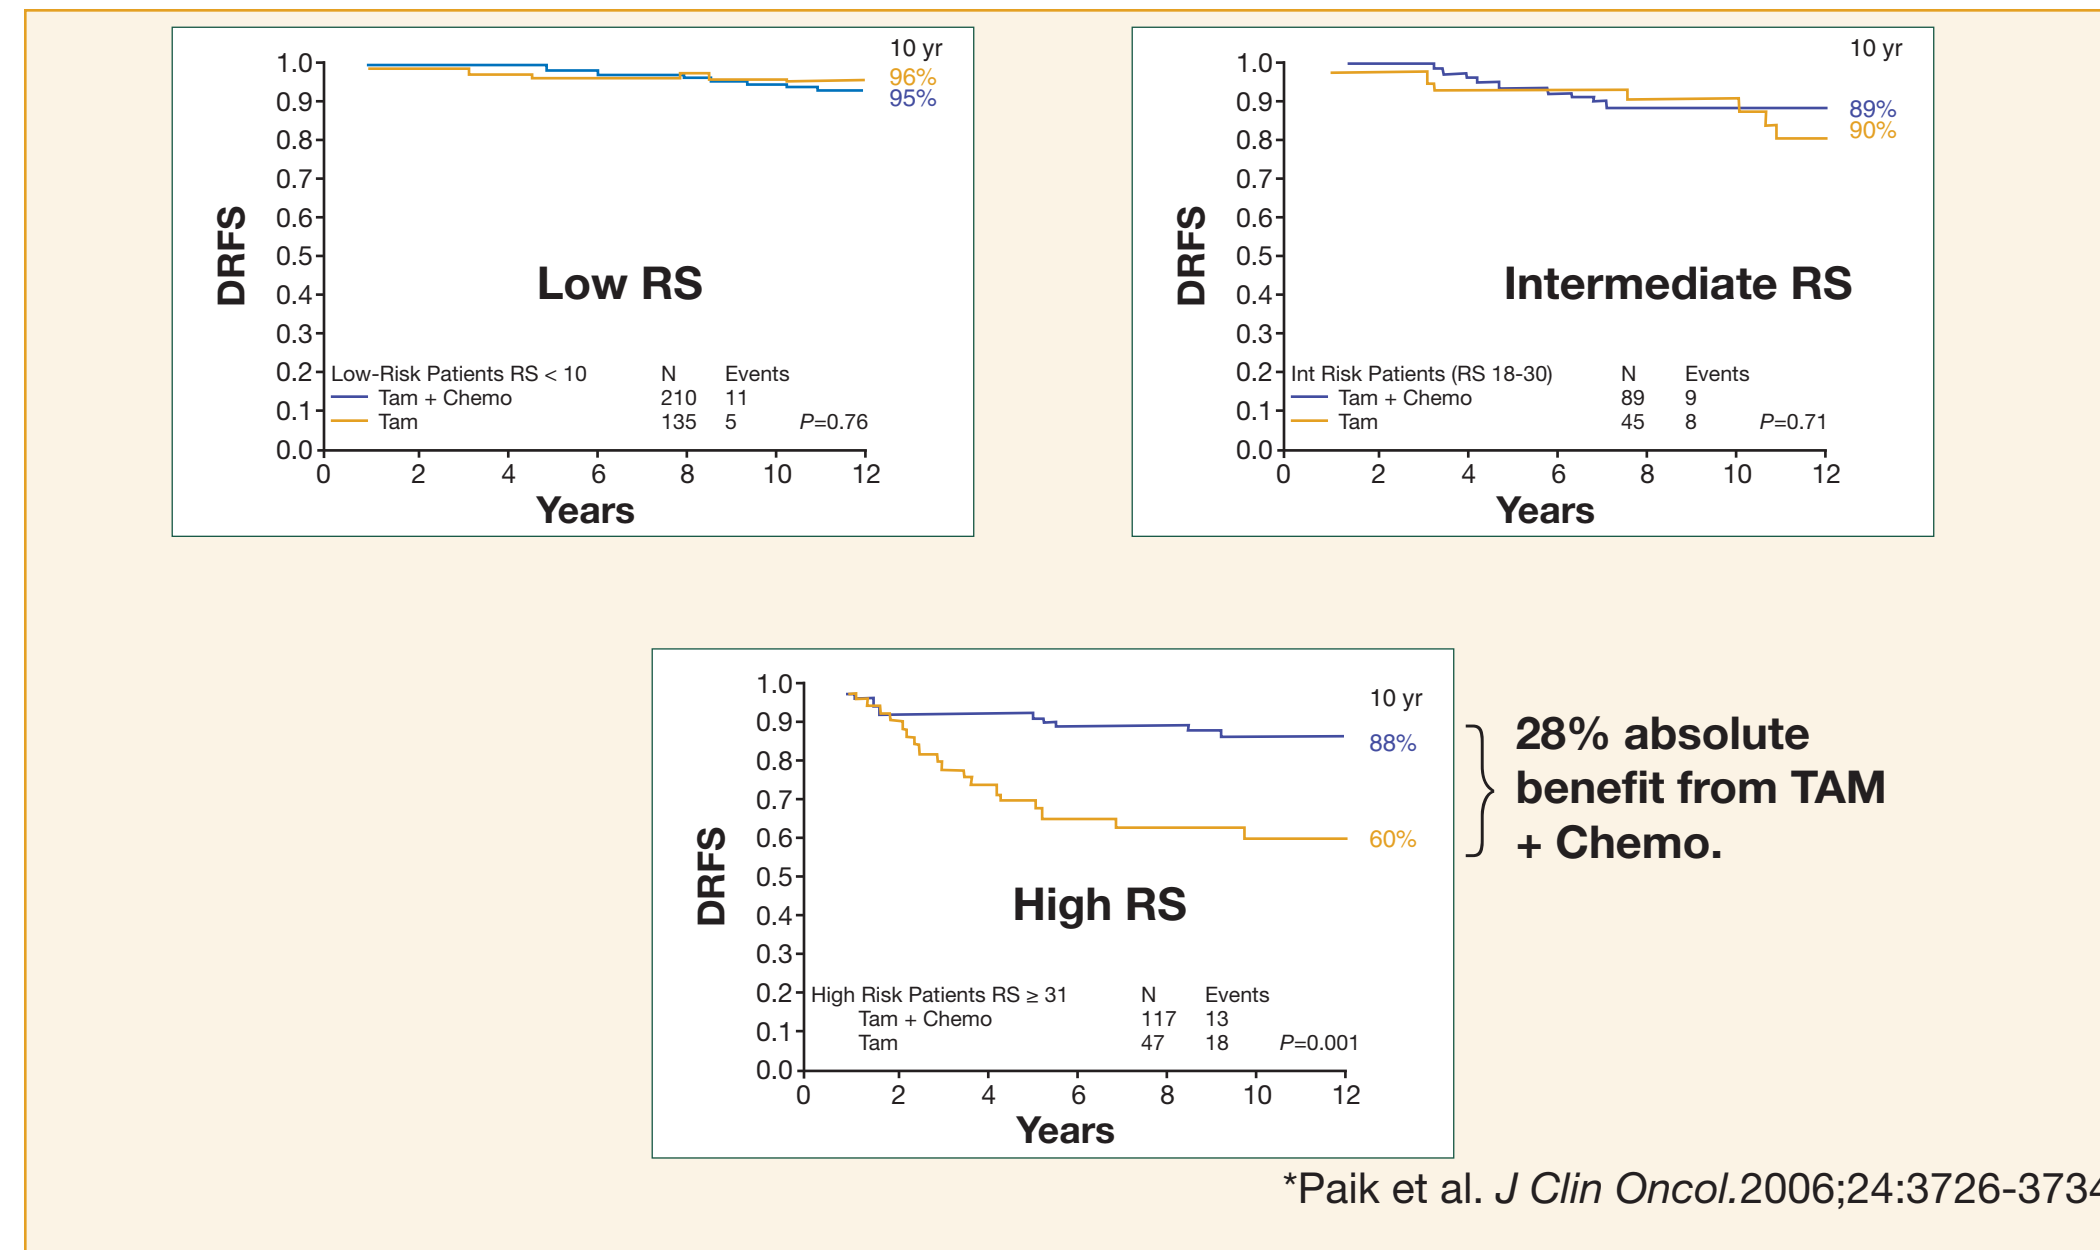 10 yr
1.0
96%
95%
0.9
0.8
0.7
0.6
0.5
0.4
0.3
0.2
0.1
0.0
DRFS
Low RS
Low-Risk Patients RS < 10 N Events
Tam + Chemo 210 11
Tam 135 5 P=0.76
0 2 4 6 8 10 12
Years
10 yr
1.0
0.9
89%
90%
0.8
0.7
0.6
0.5
0.4
0.3
0.2
0.1
0.0
DRFS
Intermediate RS
Int Risk Patients (RS 18-30) N Events
Tam + Chemo 89 9
Tam 45 8 P=0.71
0 2 4 6 8 10 12
Years
10 yr
1.0
0.9
88%
0.8
0.7
0.6
60%
0.5
0.4
0.3
0.2
0.1
0.0
DRFS
High RS
High Risk Patients RS ≥ 31 N Events
Tam + Chemo 117 13
Tam 47 18 P=0.001
0 2 4 6 8 10 12
Years
28% absolute
benefit from TAM
+ Chemo.
*Paik et al. J Clin Oncol.2006;24:3726-3734